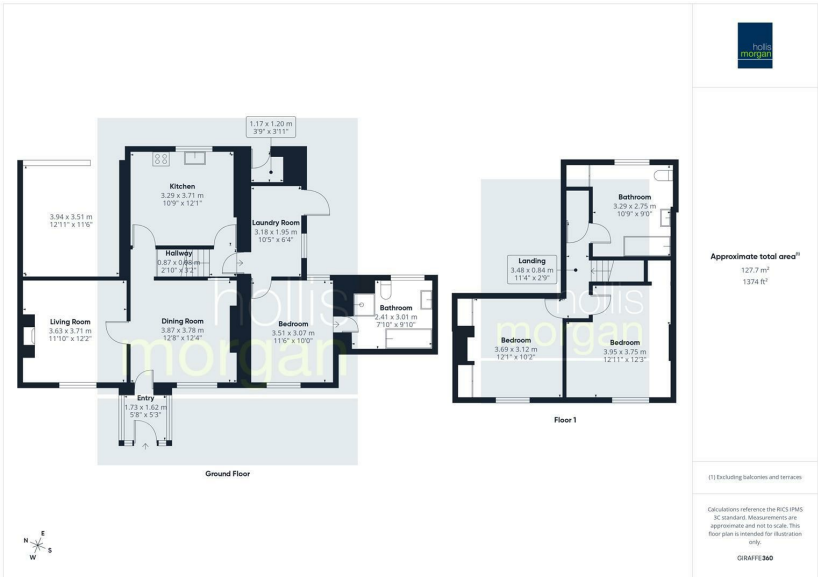 hollis
morgan
1.17 x 1.20 m
3'9" x 3'11"
Kitchen
3.29 x 3.71 m
10'9" x 12'1"
3.94 x 3.51 m
12'11" x 11'6"
Laundry Room
3.18 x 1.95 m
10'5" x 6'4"
Hallway
0.87 x 0.98 m
2'10" x 3'2"
Living Room
3.63 x 3.71 m
11'10" x 12'2"
Dining Room
3.87 x 3.78 m
12'8" x 12'4"
Bedroom
3.51 x 3.07 m
11'6" x 10'0"
Bathroom
2.41 x 3.01 m
7'10" x 9'10"
Entry
1.73 x 1.62 m
5'8" x 5'3"
hollis
morgan
Ground Floor
Bathroom
3.29 x 2.75 m
10'9" x 9'0"
Landing
3.48 x 0.84 m
11'4" x 2'9"
Bedroom
3.69 x 3.12 m
12'1" x 10'2"
Bedroom
3.95 x 3.75 m
12'11" x 12'3"
hollis
morgan
Floor 1
Approximate total area(1)
127.7 m²
1374 ft²
(1) Excluding balconies and terraces
Calculations reference the RICS IPMS
3C standard. Measurements are
approximate and not to scale. This
floor plan is intended for illustration
only.
GIRAFFE360
N
E
S
W